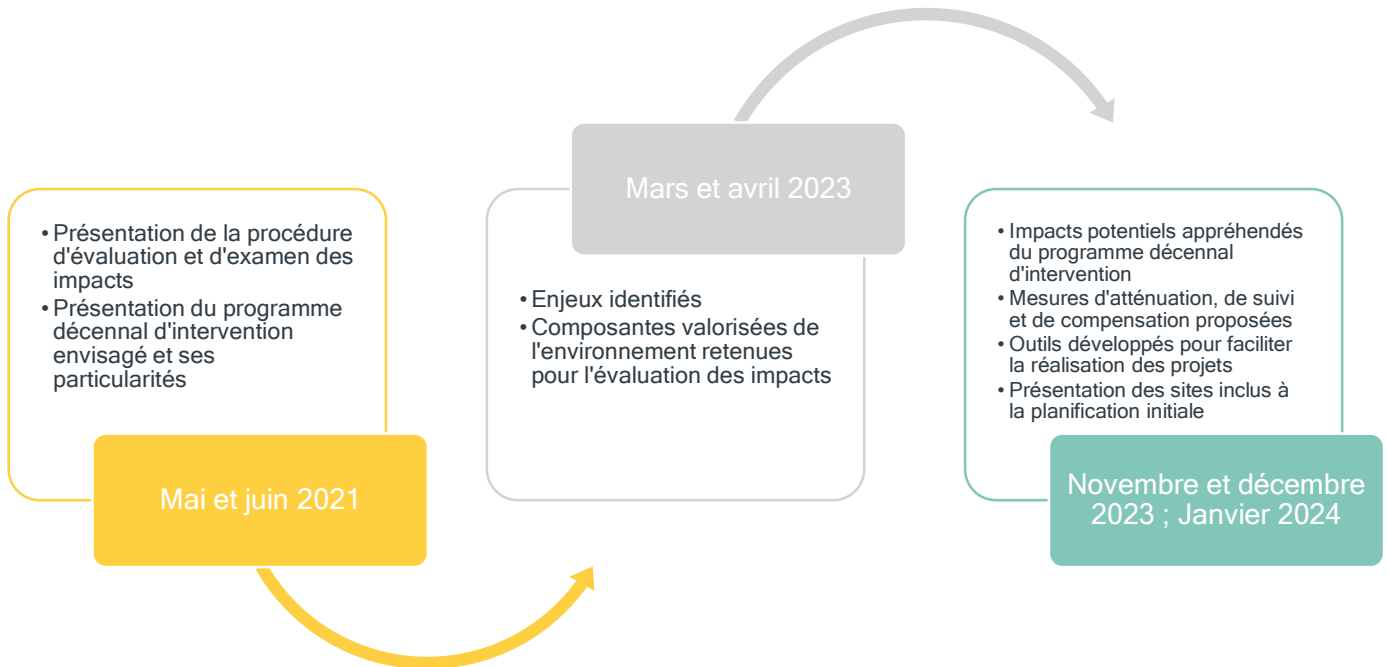 • Présentation de la procédure
d'évaluation et d'examen des
impacts
• Présentation du programme
décennal d'intervention
envisagé et ses
particularités
Mai et juin 2021
Mars et avril 2023
• Enjeux identifiés
• Composantes valorisées de
l'environnement retenues
pour l'évaluation des impacts
• Impacts potentiels appréhendés
du programme décennal
d'intervention
• Mesures d'atténuation, de suivi
et de compensation proposées
• Outils développés pour faciliter
la réalisation des projets
• Présentation des sites inclus à
la planification initiale
Novembre et décembre
2023 ; Janvier 2024